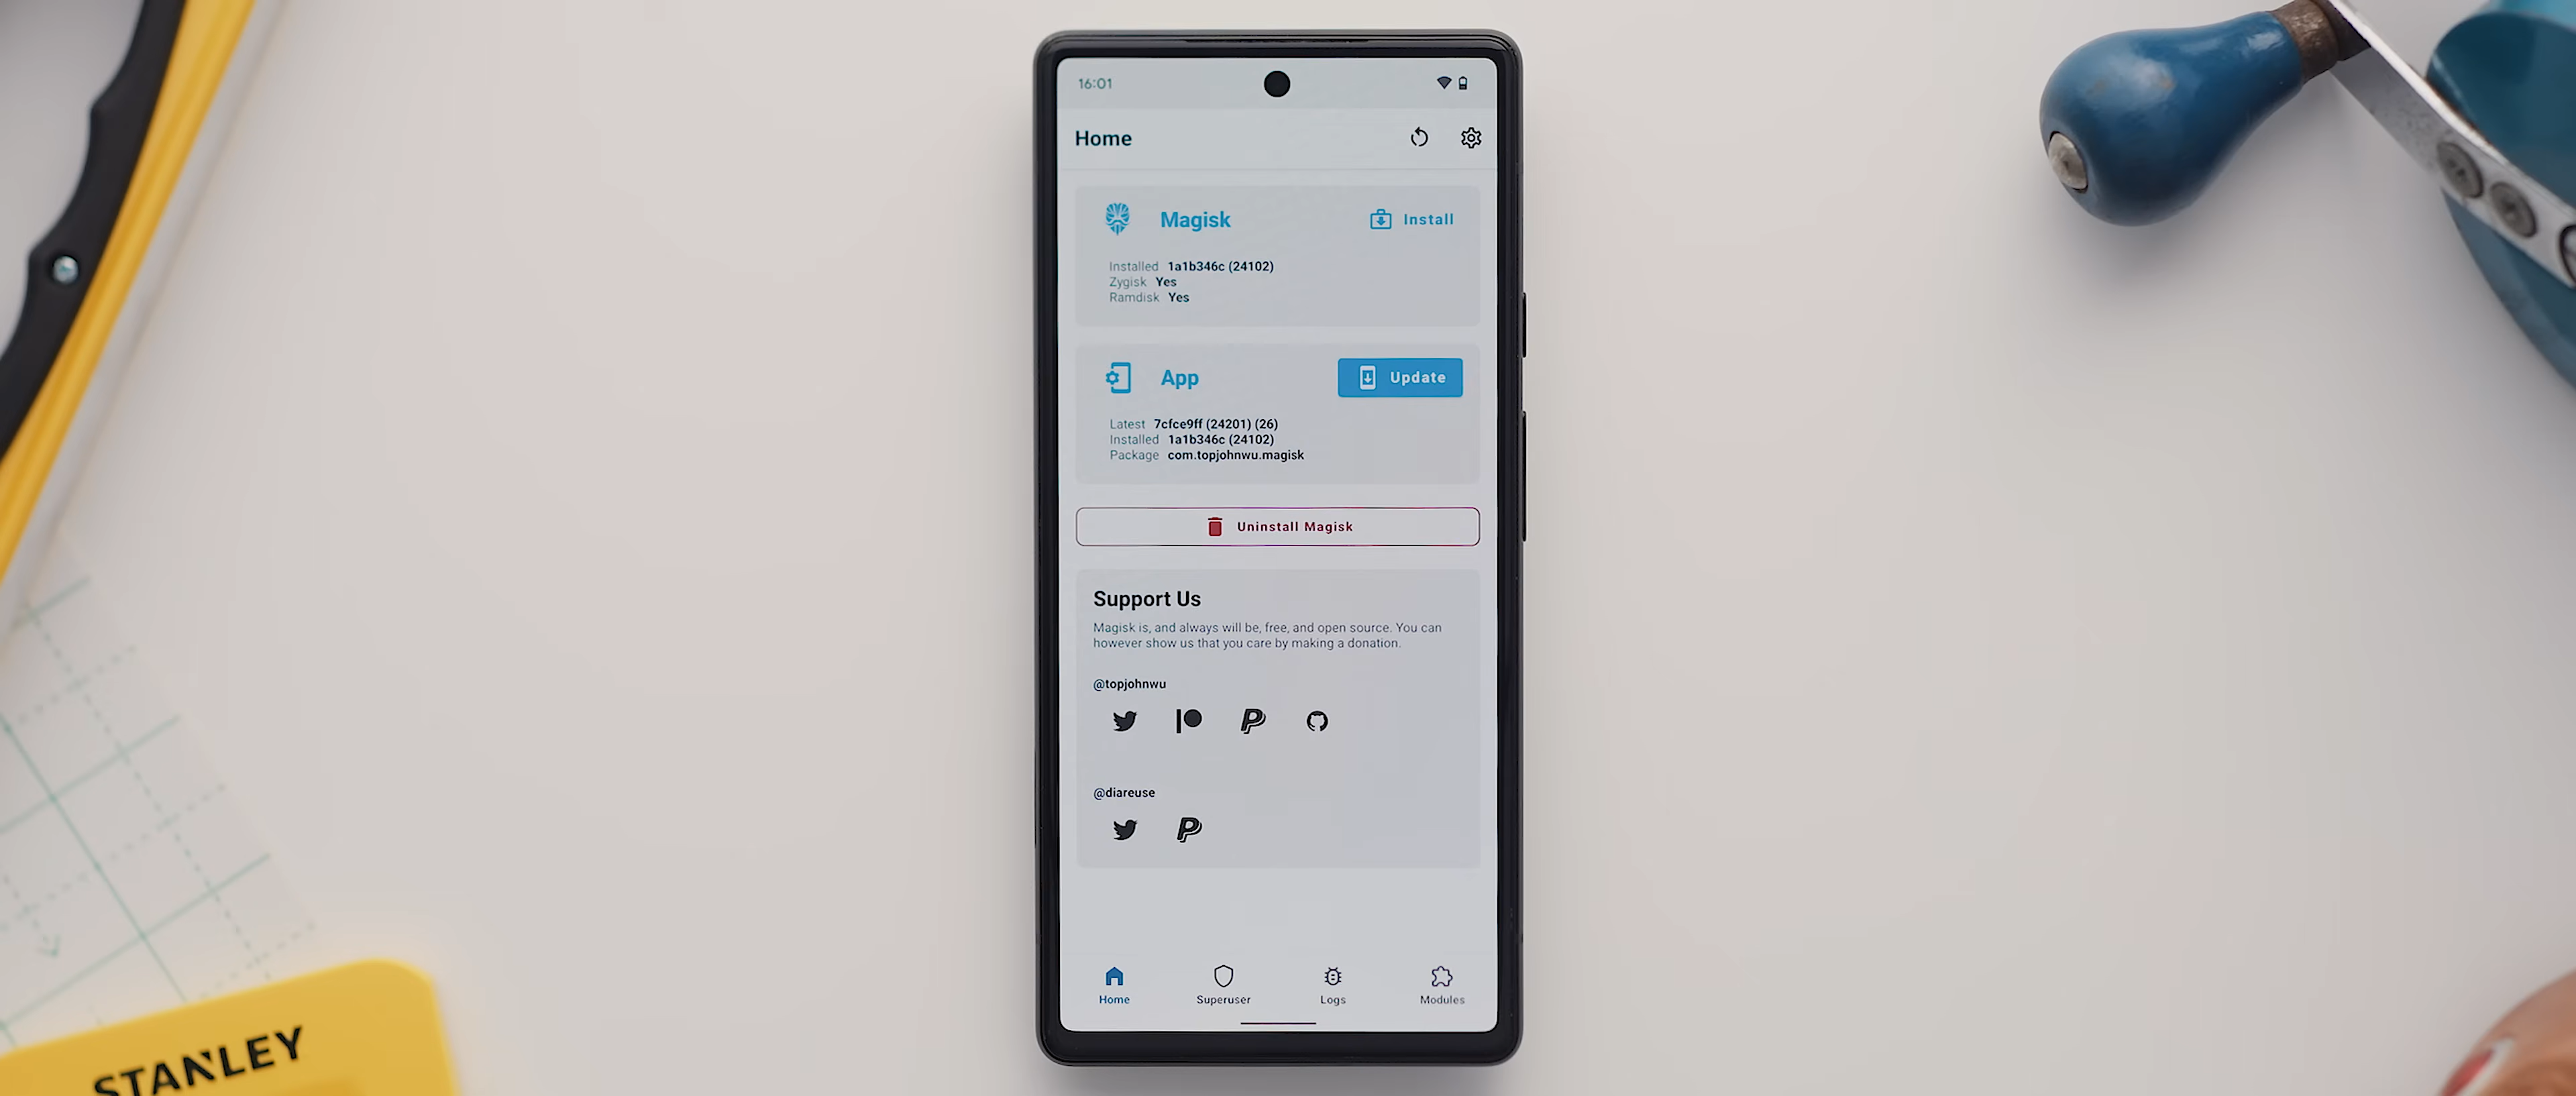 16:01
Home
Magisk
Install
Installed 1a1b346c (24102)
Zygisk Yes
Ramdisk Yes
App
Update
Latest 7cfce9ff (24201) (26)
Installed 1a1b346c (24102)
Package com.topjohnwu.magisk
Uninstall Magisk
Support Us
Magisk is, and always will be, free, and open source. You can
however show us that you care by making a donation.
@topjohnwu
@diareuse
Home
Superuser
Logs
Modules
STANLEY